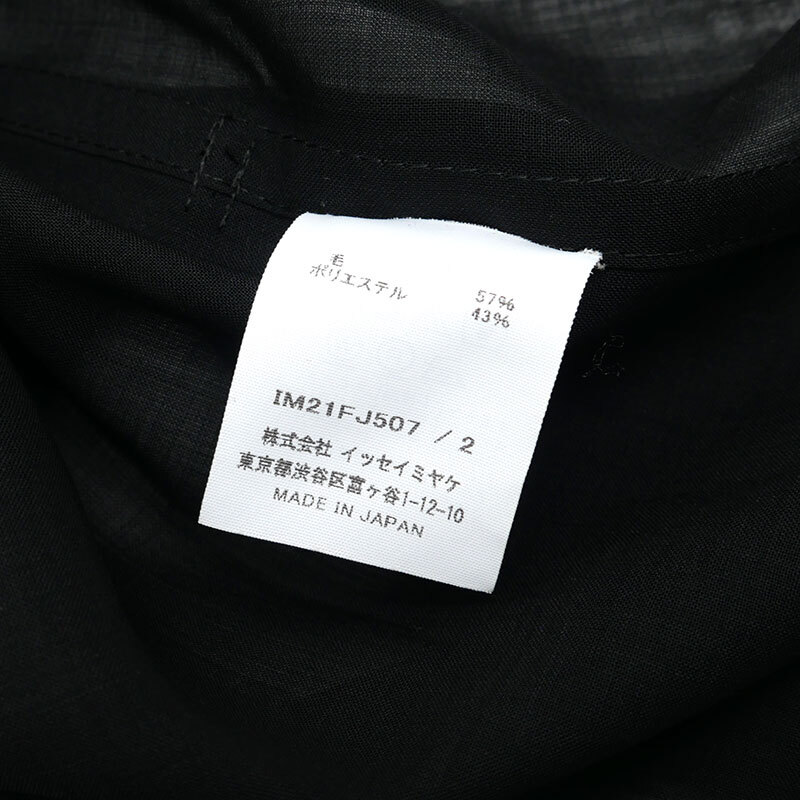 毛 57%
ポリエステル 43%
IM21FJ507 / 2
株式会社 イッセイミヤケ
東京都渋谷区富ヶ谷1-12-10
MADE IN JAPAN